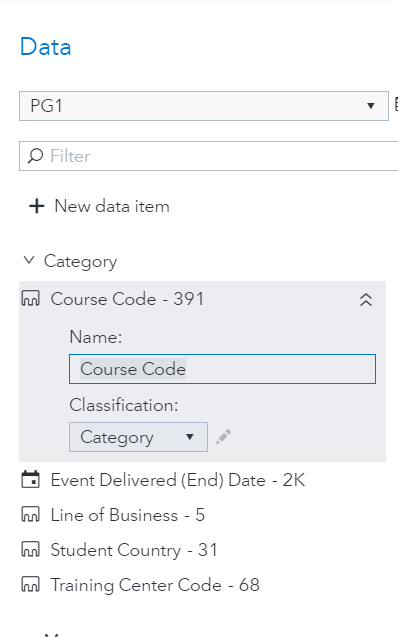 Data
PG1
Filter
New data item
Category
Course Code - 391
Name:
Course Code
Classification:
Category
Event Delivered (End) Date - 2K
Line of Business - 5
Student Country - 31
Training Center Code - 68